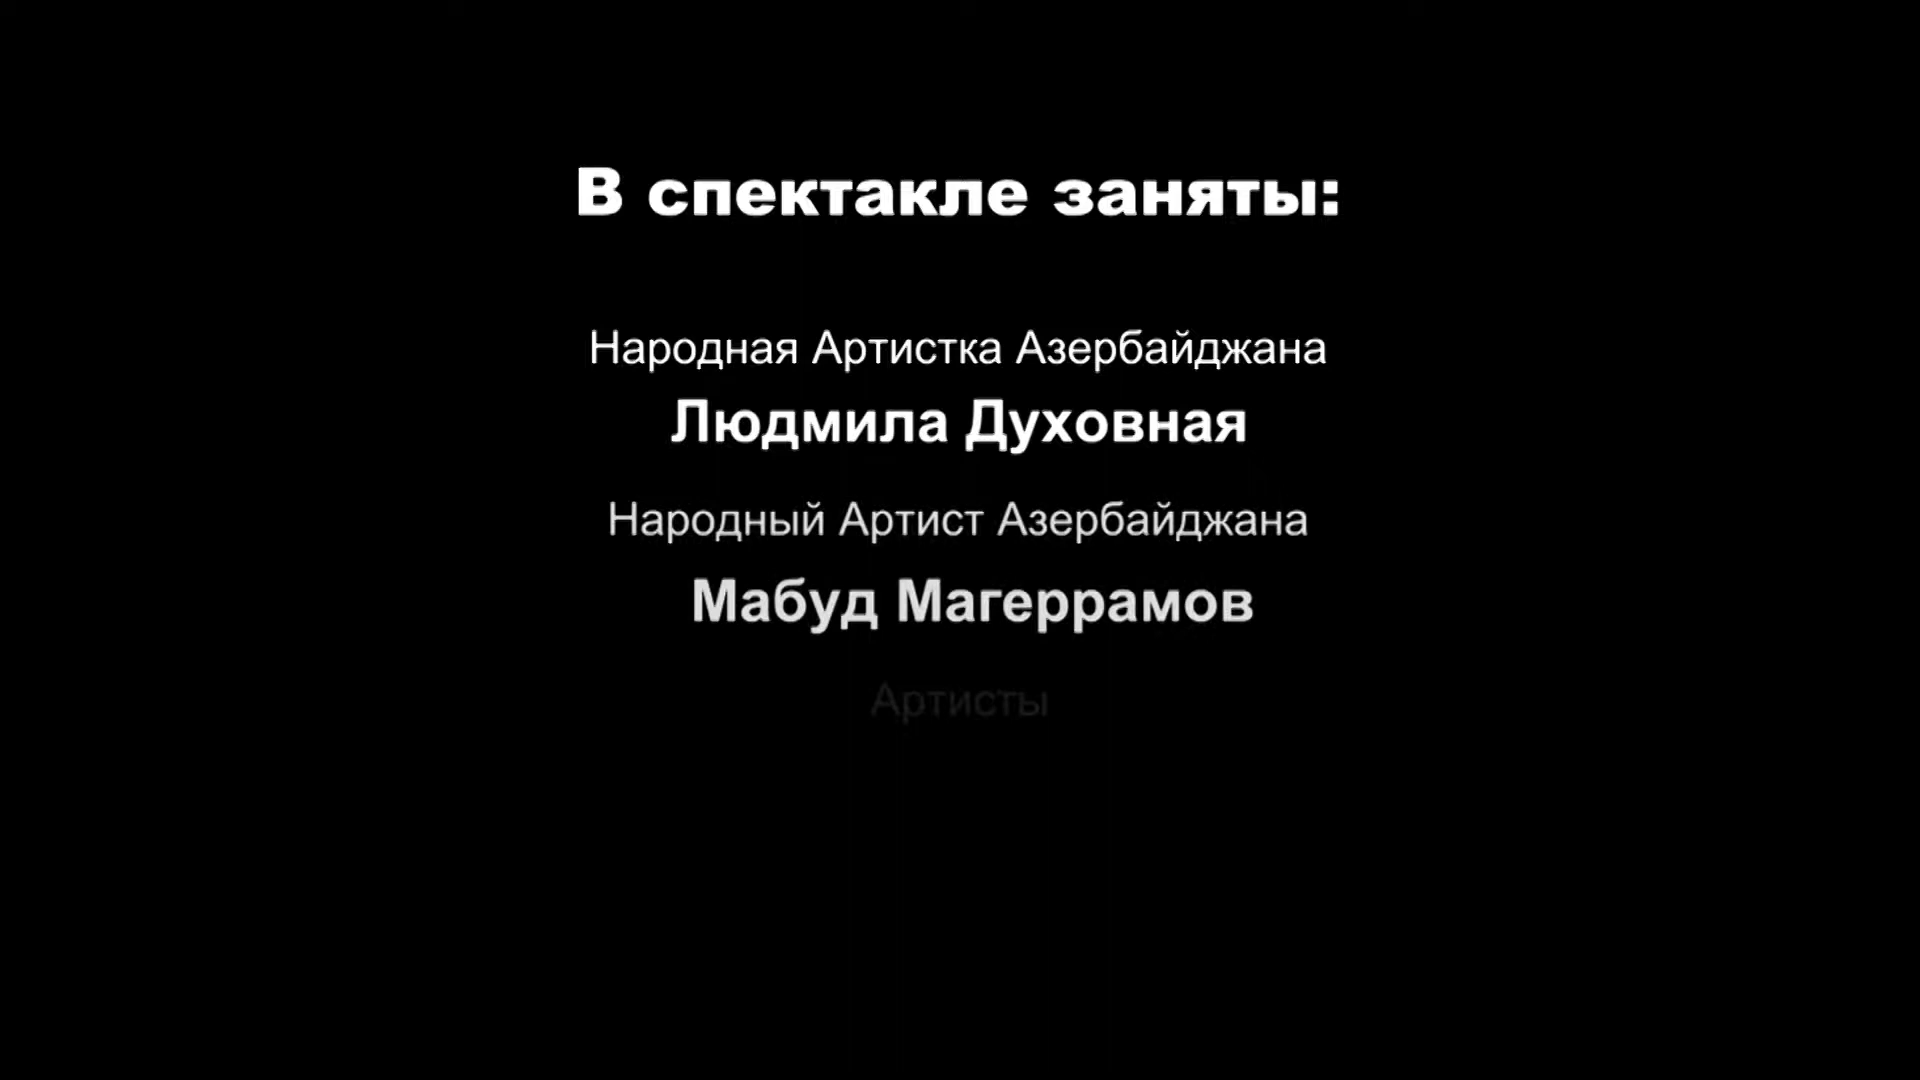 В спектакле заняты:
Народная Артистка Азербайджана
Людмила Духовная
Народный Артист Азербайджана
Мабуд Магеррамов
Артисты